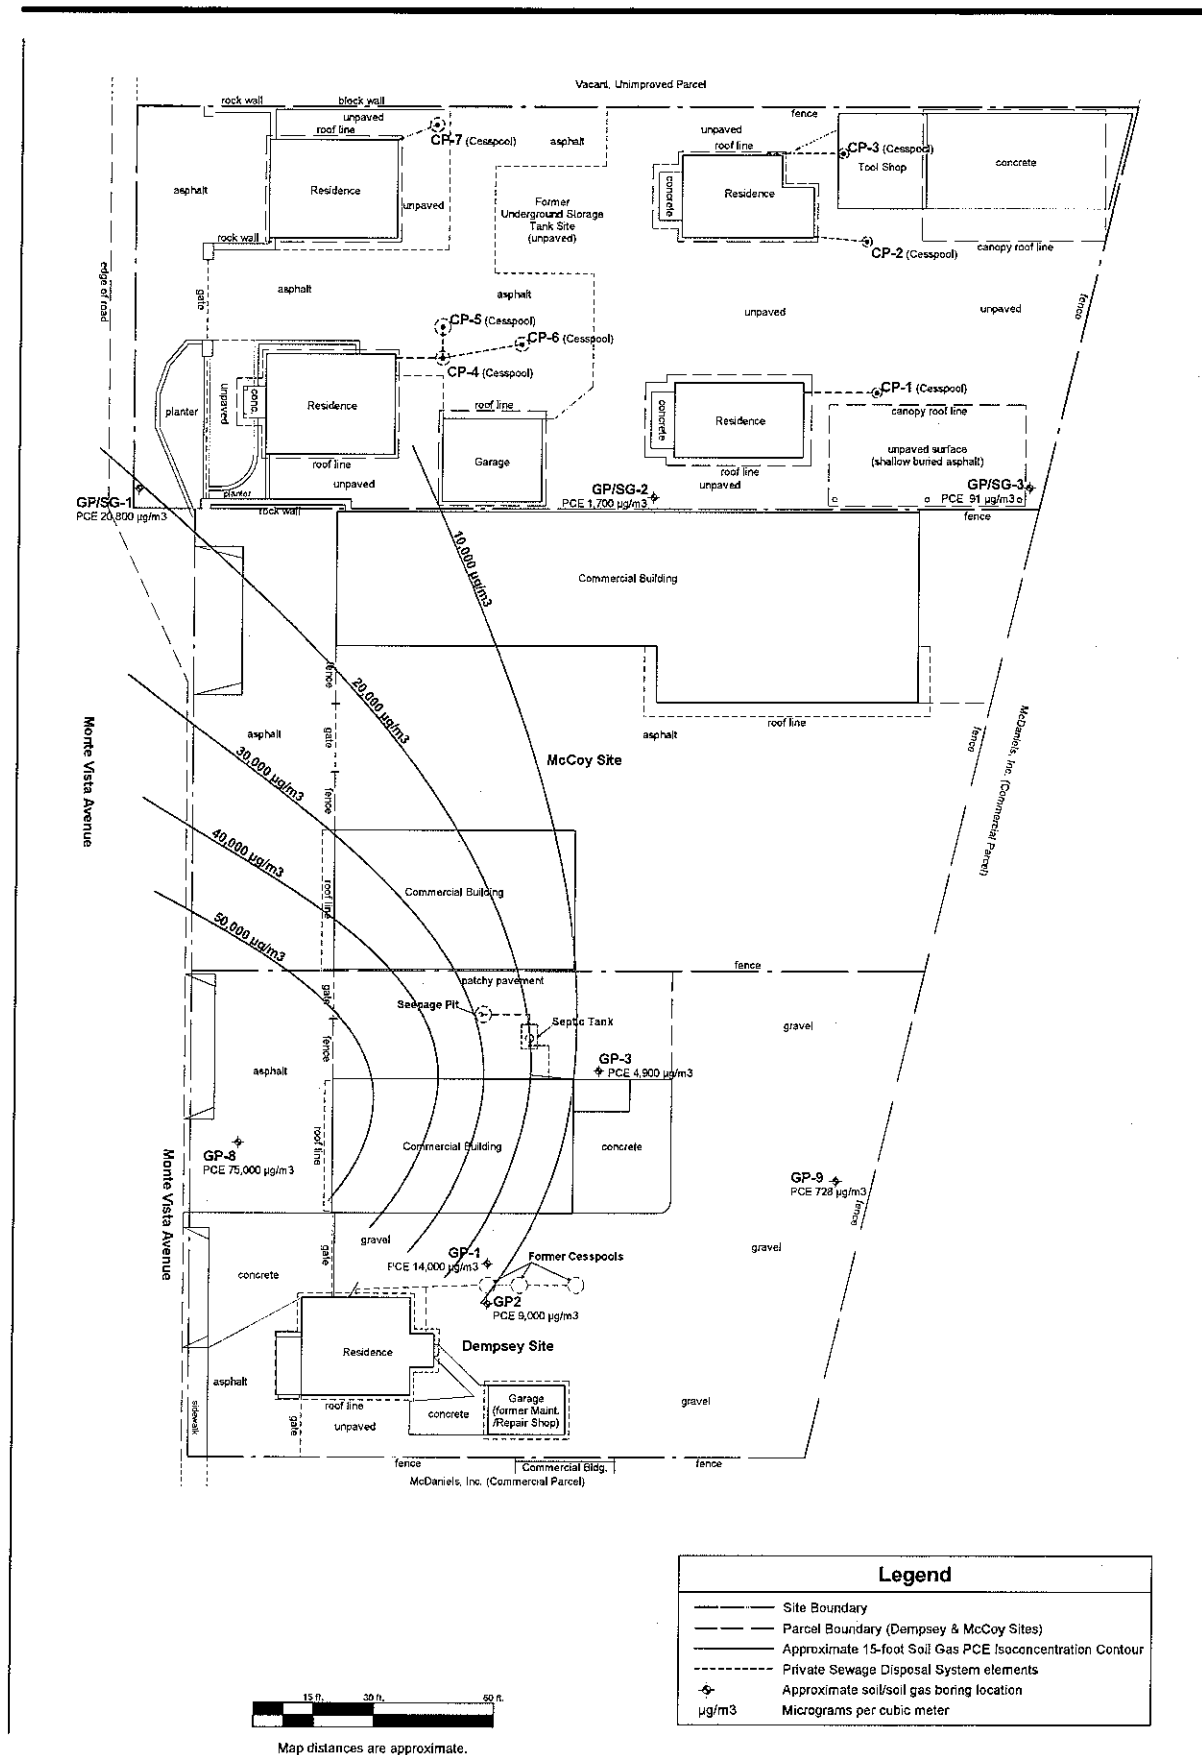 Vacant, Unimproved Parcel
rock wall
block wall
unpaved
roof line
CP-7 (Cesspool)
asphalt
fence
unpaved
roof line
CP-3 (Cesspool)
Tool Shop
concrete
asphalt
Residence
unpaved
Former
Underground Storage
Tank Site
(unpaved)
concrete
Residence
rock wall
CP-2 (Cesspool)
canopy roof line
edge of road
gate
asphalt
asphalt
unpaved
unpaved
fence
CP-5 (Cesspool)
CP-6 (Cesspool)
CP-4 (Cesspool)
planter
unpaved
conc.
Residence
roof line
Garage
concrete
Residence
CP-1 (Cesspool)
canopy roof line
unpaved surface
(shallow buried asphalt)
roof line
unpaved
planter
roof line
unpaved
GP/SG-1
PCE 20,800 µg/m3
rock wall
GP/SG-2
PCE 1,700 µg/m3
GP/SG-3
PCE 91 µg/m3
fence
10,000 µg/m3
Commercial Building
fence
20,000 µg/m3
roof line
asphalt
gate
asphalt
McCoy Site
fence
McDaniels, Inc. (Commercial Parcel)
Monte Vista Avenue
30,000 µg/m3
fence
40,000 µg/m3
roof line
Commercial Building
50,000 µg/m3
fence
patchy pavement
gate
Seepage Pit
Septic Tank
gravel
fence
asphalt
GP-3
PCE 4,900 µg/m3
roof line
Commercial Building
concrete
GP-8
PCE 75,000 µg/m3
Monte Vista Avenue
GP-9
PCE 728 µg/m3
fence
gravel
gate
GP-1
PCE 14,000 µg/m3
Former Cesspools
gravel
concrete
GP2
PCE 9,000 µg/m3
Residence
Dempsey Site
asphalt
sidewalk
roof line
unpaved
gate
concrete
Garage
(former Maint.
/Repair Shop)
gravel
fence
Commercial Bldg.
fence
McDaniels, Inc. (Commercial Parcel)
Legend
Site Boundary
Parcel Boundary (Dempsey & McCoy Sites)
Approximate 15-foot Soil Gas PCE Isoconcentration Contour
Private Sewage Disposal System elements
Approximate soil/soil gas boring location
µg/m3 Micrograms per cubic meter
15 ft. 30 ft. 60 ft.
Map distances are approximate.